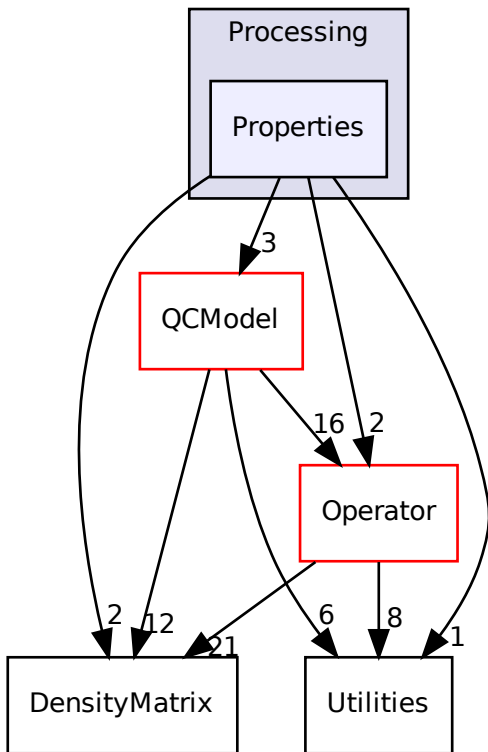 Processing
Properties
3
QCModel
16
2
Operator
2
12
21
6
8
1
DensityMatrix
Utilities